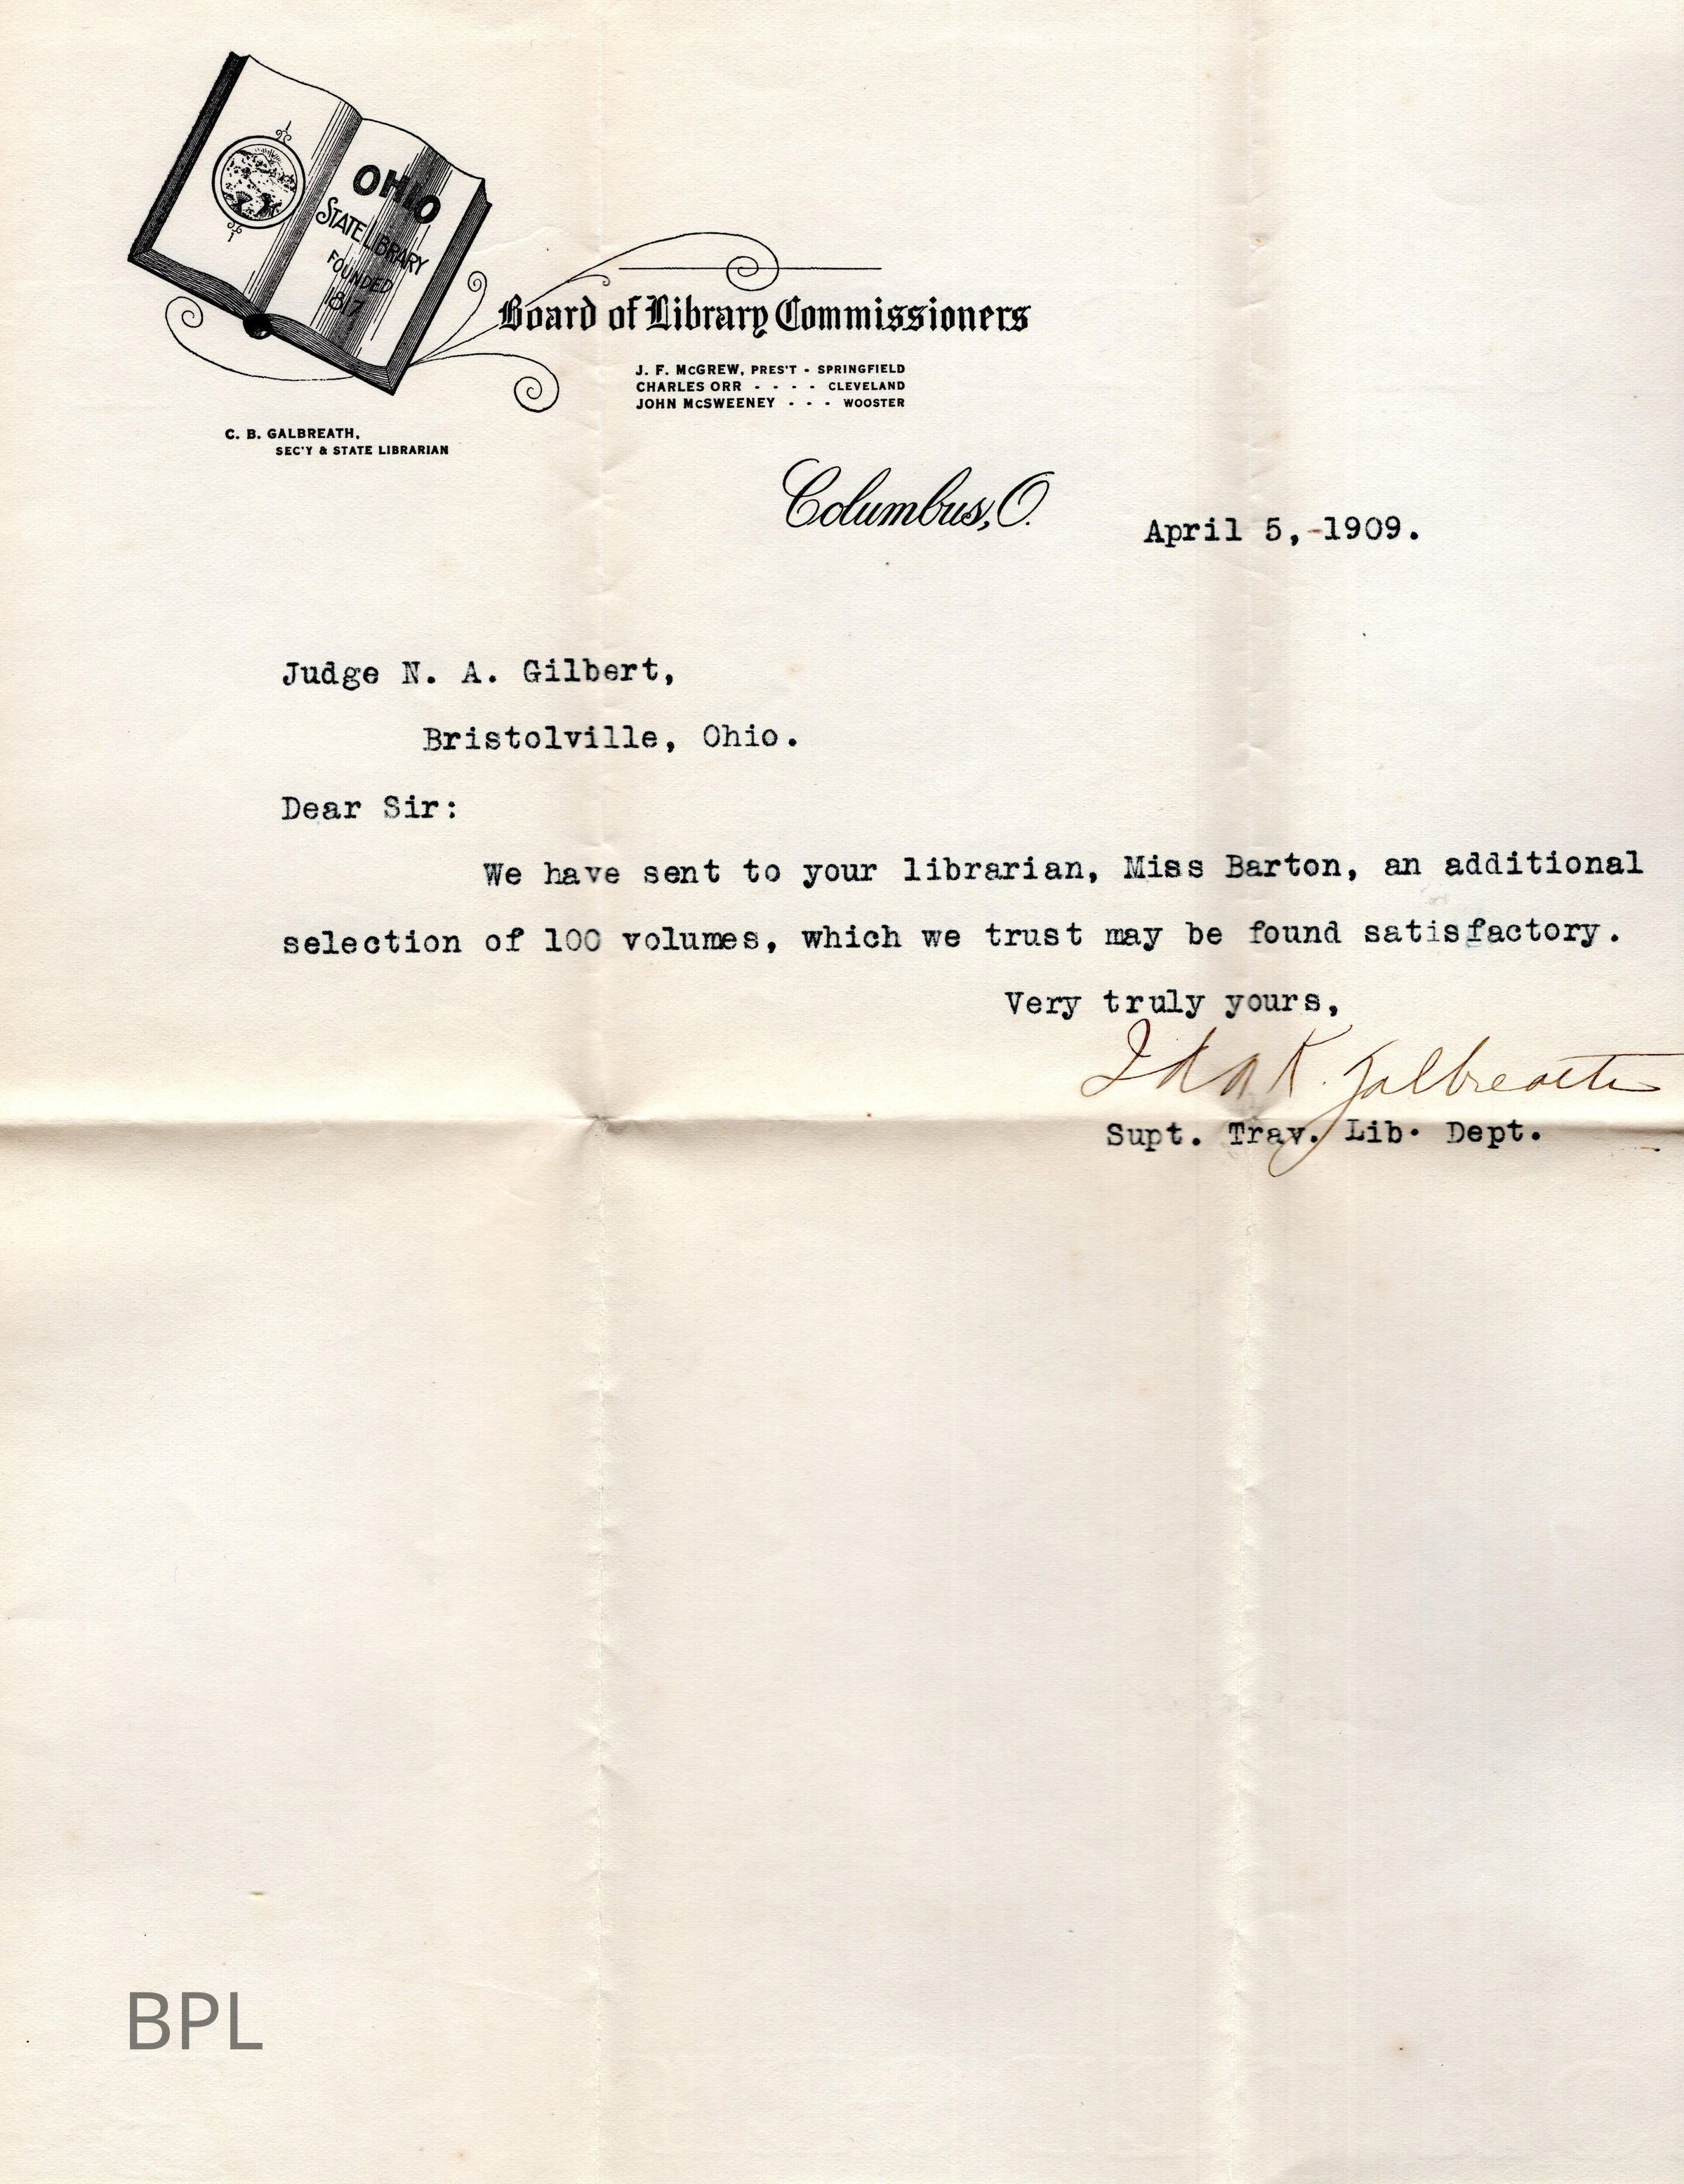 OHIO
STATE LIBRARY
FOUNDED
1817
Board of Library Commissioners
J. F. McGREW, PRES'T - SPRINGFIELD
CHARLES ORR - - - - CLEVELAND
JOHN McSWEENEY - - - WOOSTER
C. B. GALBREATH,
SEC'Y & STATE LIBRARIAN
Columbus, O.
April 5,-1909.
Judge N. A. Gilbert,
Bristolville, Ohio.
Dear Sir:
We have sent to your librarian, Miss Barton, an additional
selection of 100 volumes, which we trust may be found satisfactory.
Very truly yours,
Ida K. Galbreath
Supt. Trav. Lib. Dept.
BPL